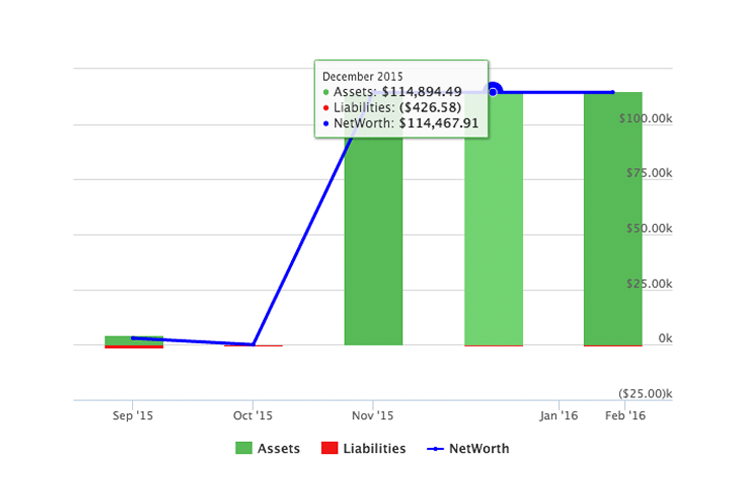 December 2015
● Assets: $114,894.49
● Liabilities: ($426.58)
● NetWorth: $114,467.91
$100.00k
$75.00k
$50.00k
$25.00k
0k
($25.00)k
Sep '15 Oct '15 Nov '15 Jan '16 Feb '16
Assets Liabilities NetWorth